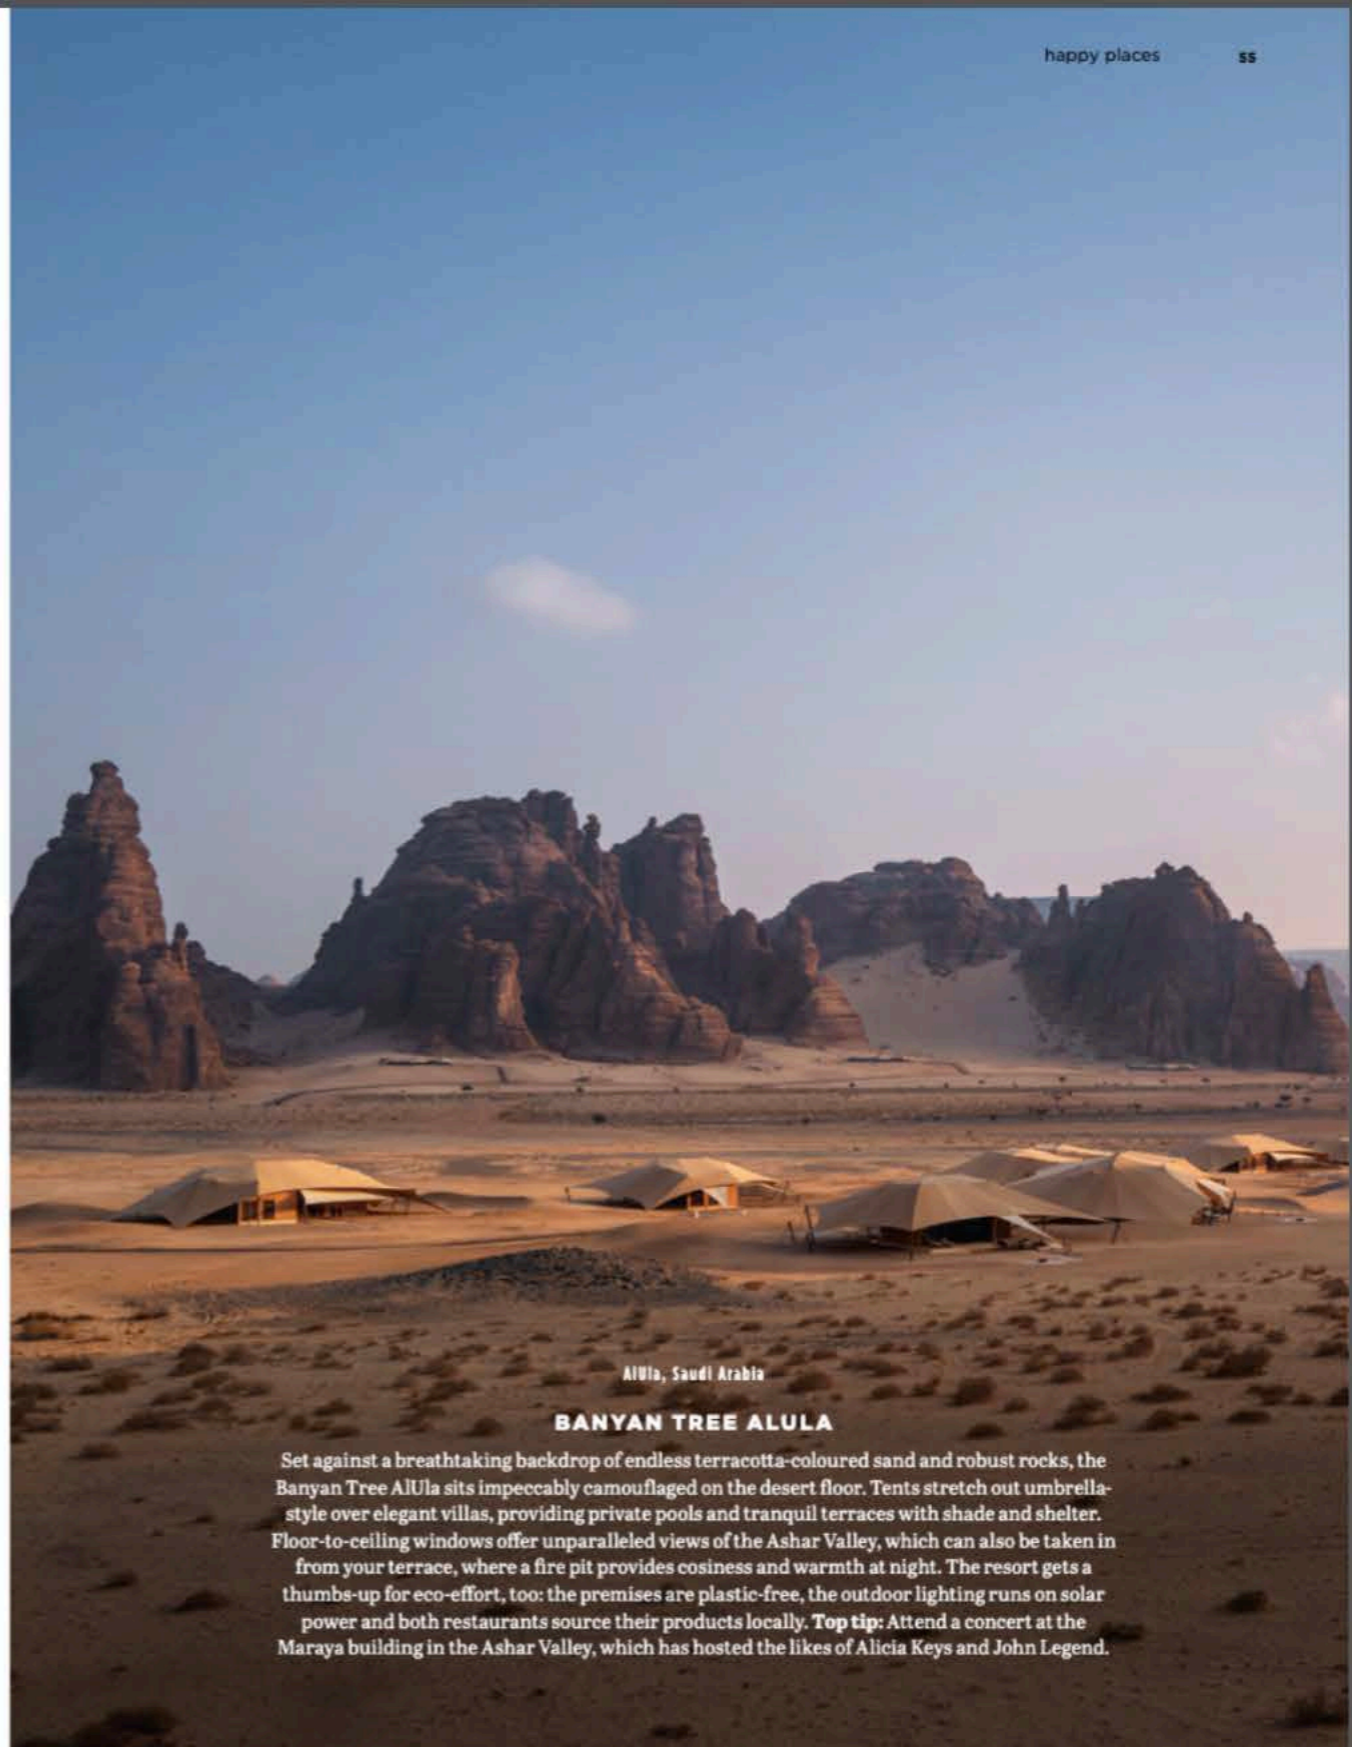 happy places 55
AlUla, Saudi Arabia
BANYAN TREE ALULA
Set against a breathtaking backdrop of endless terracotta-coloured sand and robust rocks, the
Banyan Tree AlUla sits impeccably camouflaged on the desert floor. Tents stretch out umbrella-
style over elegant villas, providing private pools and tranquil terraces with shade and shelter.
Floor-to-ceiling windows offer unparalleled views of the Ashar Valley, which can also be taken in
from your terrace, where a fire pit provides cosiness and warmth at night. The resort gets a
thumbs-up for eco-effort, too: the premises are plastic-free, the outdoor lighting runs on solar
power and both restaurants source their products locally. Top tip: Attend a concert at the
Maraya building in the Ashar Valley, which has hosted the likes of Alicia Keys and John Legend.